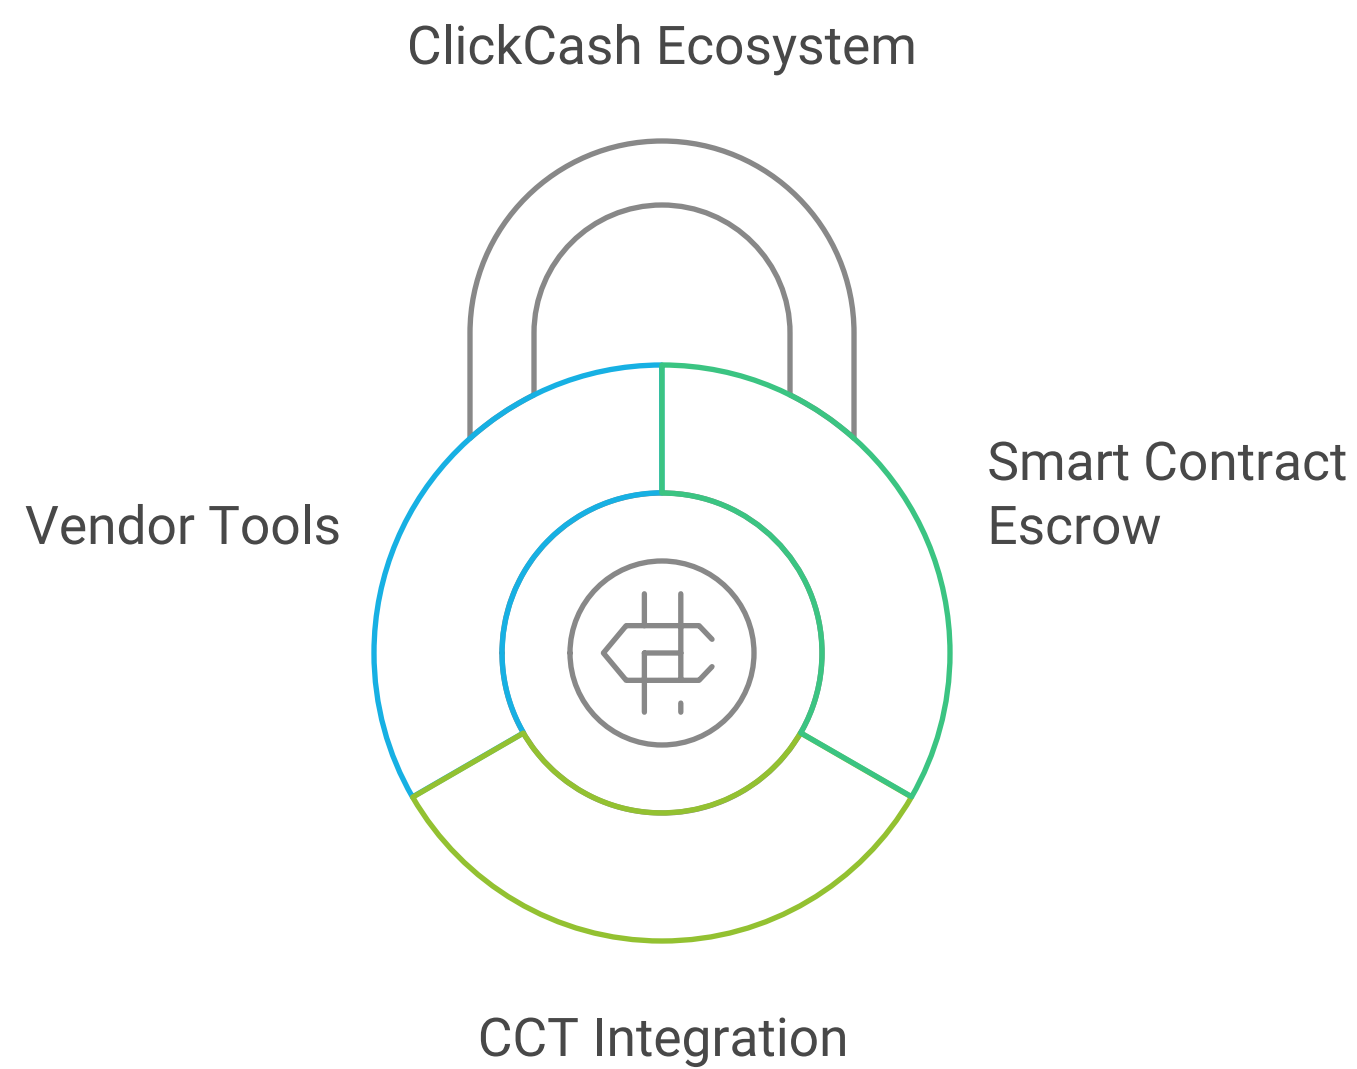 ClickCash Ecosystem
Vendor Tools
Smart Contract
Escrow
CCT Integration